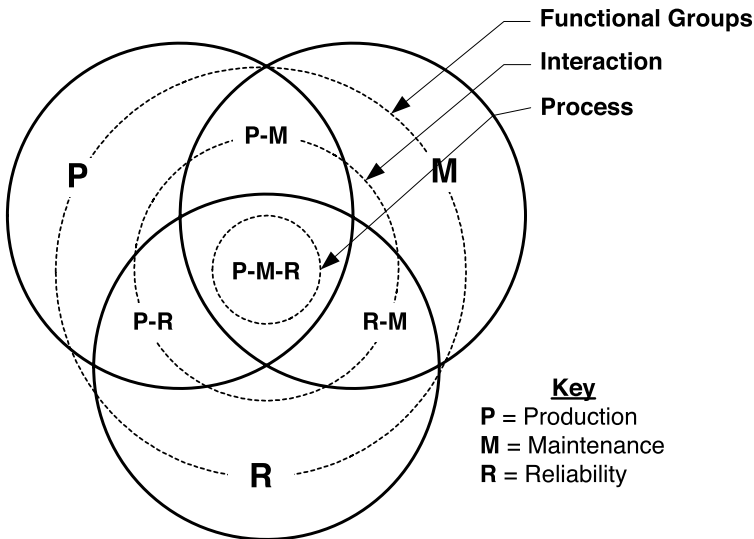 Functional Groups
Interaction
Process
P-M
P
M
P-M-R
P-R
R-M
R
Key
P = Production
M = Maintenance
R = Reliability